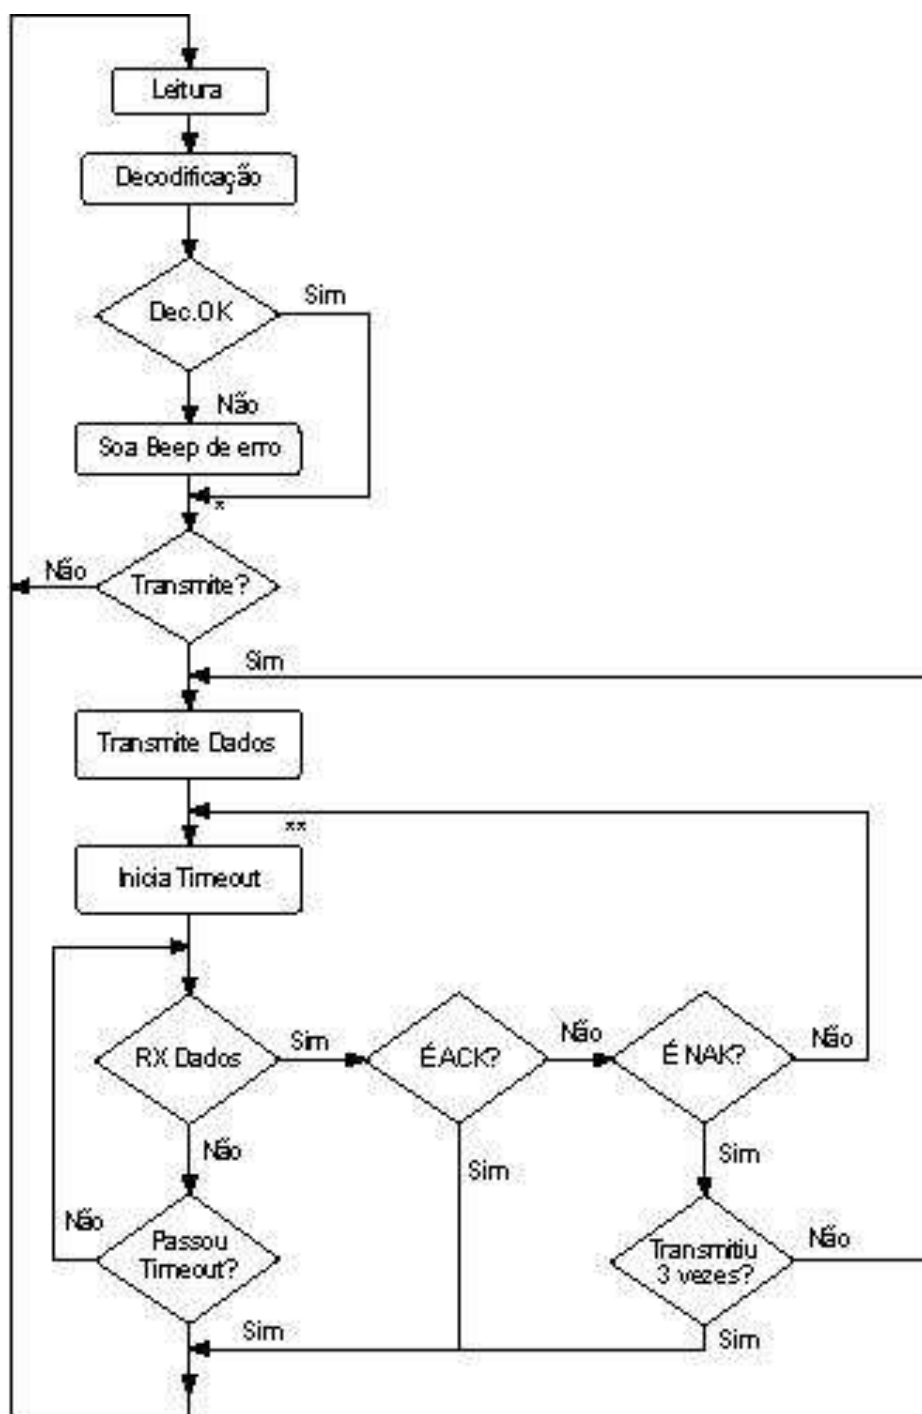 Leitura
Decodificação
Sim
Dec.OK
Não
Soa Beep de erro
*
Não
Transmite?
Sim
Transmite Dados
**
Inicia Timeout
RX Dados
Sim
É ACK?
Não
É NAK?
Não
Não
Sim
Sim
Não
Passou
Timeout?
Transmitiu
3 vezes?
Não
Sim
Sim